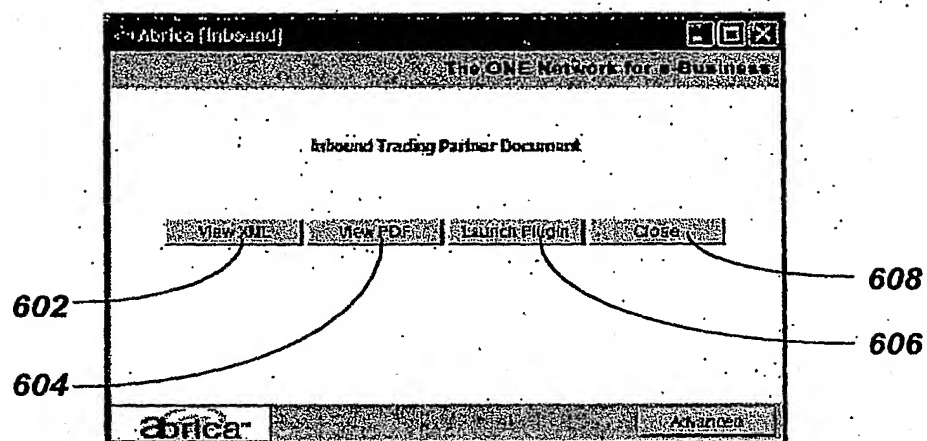 Abrica [Inbound]
The ONE Network for e-Business
Inbound Trading Partner Document
View XML View PDF Launch Plugin Close
602
608
606
604
abrica Advanced